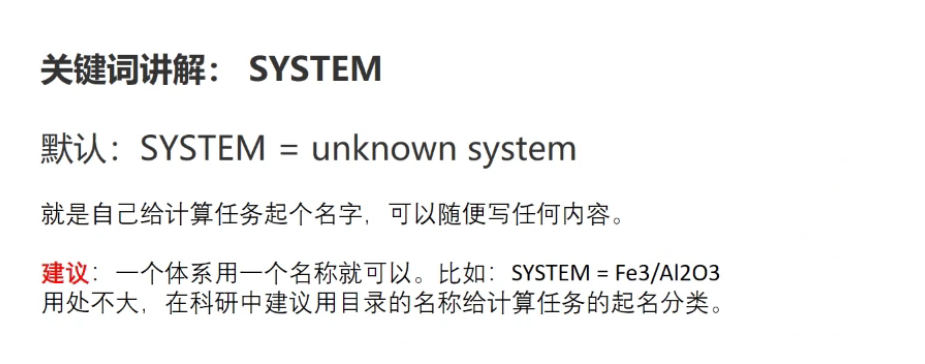 关键词讲解： SYSTEM
默认：SYSTEM = unknown system
就是自己给计算任务起个名字，可以随便写任何内容。
建议：一个体系用一个名称就可以。比如：SYSTEM = Fe3/Al2O3
用处不大，在科研中建议用目录的名称给计算任务的起名分类。